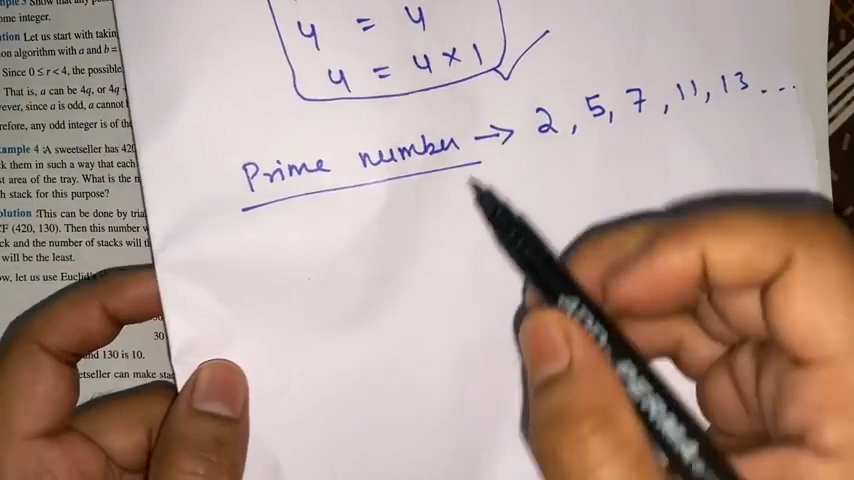 ome integer.
tion Let us start with takin
on algorithm with a and b =
Since 0 ≤ r < 4, the possible
That is, a can be 4q, or 4q
ever, since a is odd, a cannot
refore, any odd integer is of the
ample 4 : A sweetseller has 420
k them in such a way that each
st area of the tray. What is the n
h stack for this purpose?
olution : This can be done by tria
CF (420, 130). Then this number
ck and the number of stacks will
will be the least.
ow, let us use Euclid's
30
and 130 is 10.
etseller can make sta
4 = 4
4 = 4 × 1
Prime number → 2, 5, 7, 11, 13 ...